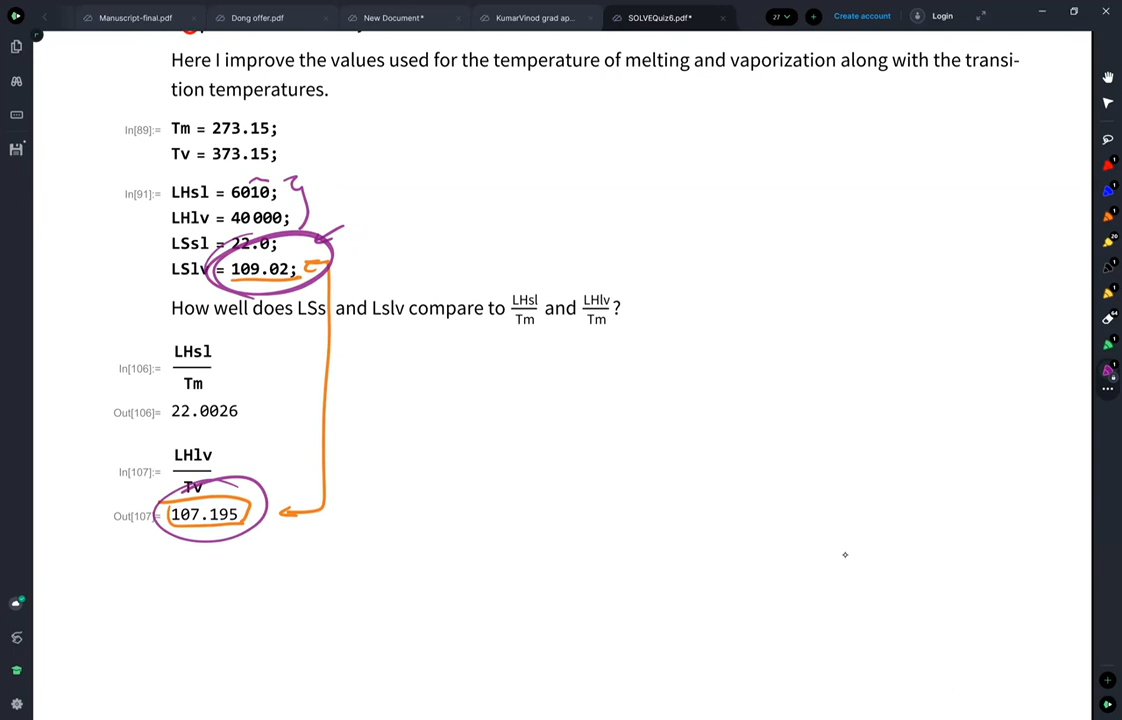 Manuscript-final.pdf
Dong offer.pdf
New Document*
KumarVinod grad ap...
SOLVEQuiz6.pdf*
27
Create account
Login
Here I improve the values used for the temperature of melting and vaporization along with the transi-
tion temperatures.
In[89]:= Tm = 273.15;
Tv = 373.15;
In[91]:= LHsl = 6010;
LHlv = 40 000;
LSsl = 22.0;
LSlv = 109.02;
How well does LSs and Lslv compare to LHsl/Tm and LHlv/Tm?
LHsl
In[106]:=
Tm
Out[106]= 22.0026
LHlv
In[107]:=
Tv
Out[107]= 107.195